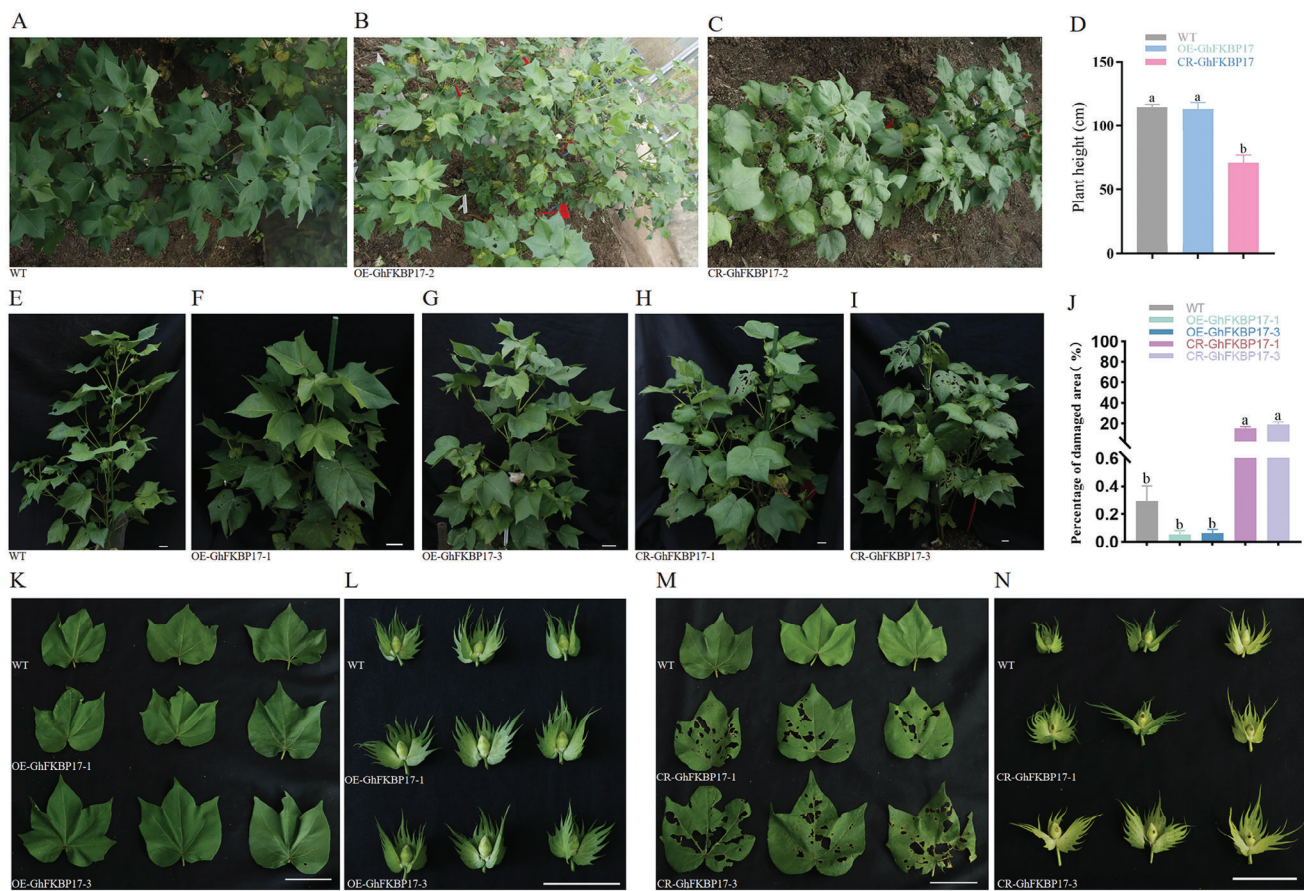 A
WT
B
OE-GhFKBP17-2
C
CR-GhFKBP17-2
D
WT
OE-GhFKBP17
CR-GhFKBP17
Plant height (cm)
150
100
50
0
a
a
b
E
WT
F
OE-GhFKBP17-1
G
OE-GhFKBP17-3
H
CR-GhFKBP17-1
I
CR-GhFKBP17-3
J
WT
OE-GhFKBP17-1
OE-GhFKBP17-3
CR-GhFKBP17-1
CR-GhFKBP17-3
Percentage of damaged area( %)
100
80
60
40
20
0.6
0.4
0.2
0.0
b
b
b
a
a
K
WT
OE-GhFKBP17-1
OE-GhFKBP17-3
L
WT
OE-GhFKBP17-1
OE-GhFKBP17-3
M
WT
CR-GhFKBP17-1
CR-GhFKBP17-3
N
WT
CR-GhFKBP17-1
CR-GhFKBP17-3